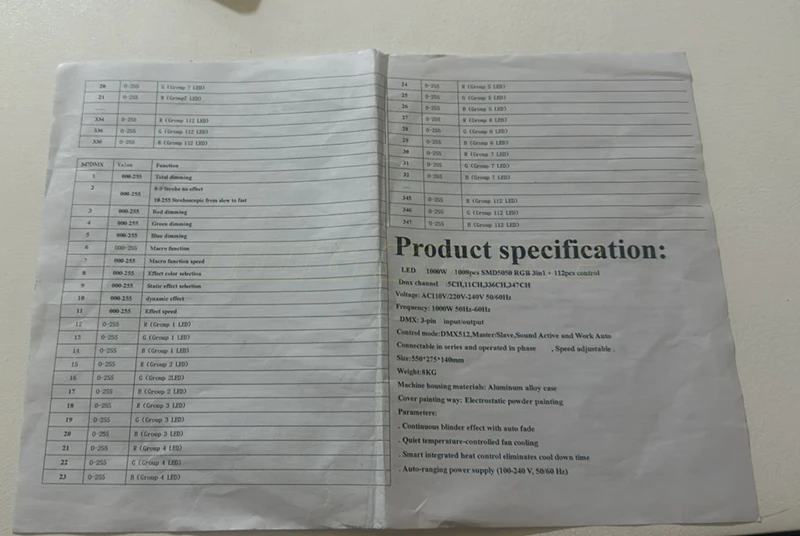 20 0-255 G (Group 7 LED)
21 0-255 B (Group7 LED)
......
334 0-255 R (Group 112 LED)
335 0-255 G (Group 112 LED)
336 0-255 B (Group 112 LED)
347DMX Value Function
1 000-255 Total dimming
2 000-255 0-9 Strobe no effect
10-255 Stroboscopic from slow to fast
3 000-255 Red dimming
4 000-255 Green dimming
5 000-255 Blue dimming
6 000-255 Macro function
7 000-255 Macro function speed
8 000-255 Effect color selection
9 000-255 Static effect selection
10 000-255 dynamic effect
11 000-255 Effect speed
12 0-255 R (Group 1 LED)
13 0-255 G (Group 1 LED)
14 0-255 B (Group 1 LED)
15 0-255 R (Group 2 LED)
16 0-255 G (Group 2LED)
17 0-255 B (Group 2 LED)
18 0-255 R (Group 3 LED)
19 0-255 G (Group 3 LED)
20 0-255 B (Group 3 LED)
21 0-255 R (Group 4 LED)
22 0-255 G (Group 4 LED)
23 0-255 B (Group 4 LED)
24 0-255 R (Group 5 LED)
25 0-255 G (Group 5 LED)
26 0-255 B (Group 5 LED)
27 0-255 R (Group 6 LED)
28 0-255 G (Group 6 LED)
29 0-255 B (Group 6 LED)
30 0-255 R (Group 7 LED)
31 0-255 G (Group 7 LED)
32 0-255 B (Group 7 LED)
......
345 0-255 R (Group 112 LED)
346 0-255 G (Group 112 LED)
347 0-255 B (Group 112 LED)
Product specification:
LED 1000W 1008pcs SMD5050 RGB 3in1 + 112pcs control
Dmx channel :5CH,11CH,336CH,347CH
Voltage: AC110V/220V-240V 50/60Hz
Frequency: 1000W 50Hz-60Hz
DMX: 3-pin input/output
Control mode:DMX512,Master/Slave,Sound Active and Work Auto
Connectable in series and operated in phase , Speed adjustable .
Size:550*275*140mm
Weight:8KG
Machine housing materials: Aluminum alloy case
Cover painting way: Electrostatic powder painting
Parameters:
. Continuous blinder effect with auto fade
. Quiet temperature-controlled fan cooling
. Smart integrated heat control eliminates cool down time
. Auto-ranging power supply (100-240 V, 50/60 Hz)